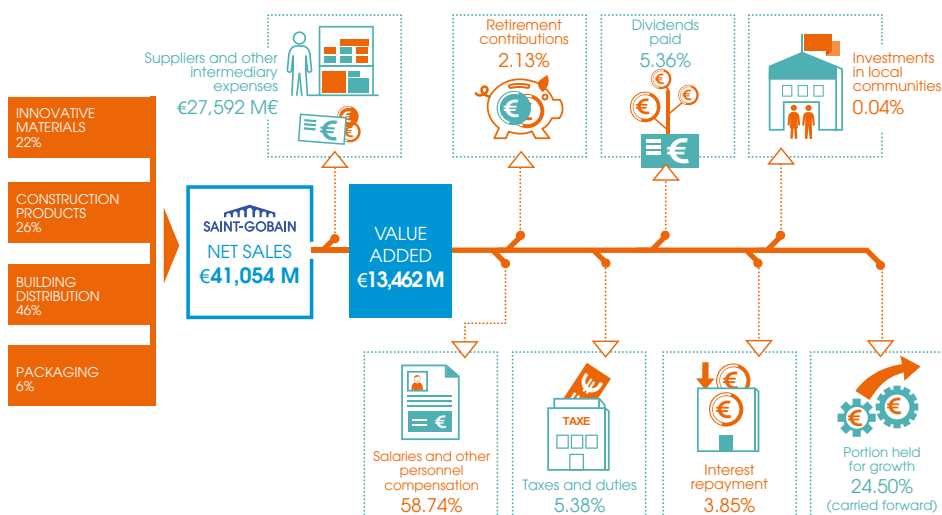 INNOVATIVE
MATERIALS
22%
CONSTRUCTION
PRODUCTS
26%
BUILDING
DISTRIBUTION
46%
PACKAGING
6%
SAINT-GOBAIN
NET SALES
€41,054 M
Suppliers and other
intermediary
expenses
€27,592 M€
€
VALUE
ADDED
€13,462 M
Retirement
contributions
2.13%
€
Dividends
paid
5.36%
€
€
€
€
Investments
in local
communities
0.04%
€
Salaries and other
personnel
compensation
58.74%
€
TAXE
Taxes and duties
5.38%
€
€
Interest
repayment
3.85%
€
€
Portion held
for growth
24.50%
(carried forward)